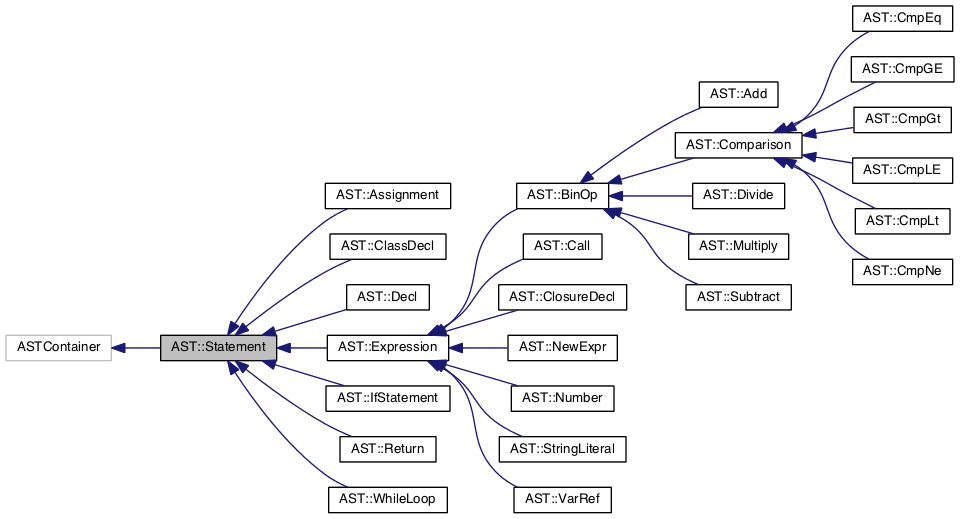 AST::CmpEq
AST::CmpGE
AST::Add
AST::CmpGt
AST::Comparison
AST::CmpLE
AST::Assignment
AST::BinOp
AST::Divide
AST::CmpLt
AST::ClassDecl
AST::Call
AST::Multiply
AST::CmpNe
AST::Decl
AST::ClosureDecl
AST::Subtract
ASTContainer
AST::Statement
AST::Expression
AST::NewExpr
AST::IfStatement
AST::Number
AST::Return
AST::StringLiteral
AST::WhileLoop
AST::VarRef